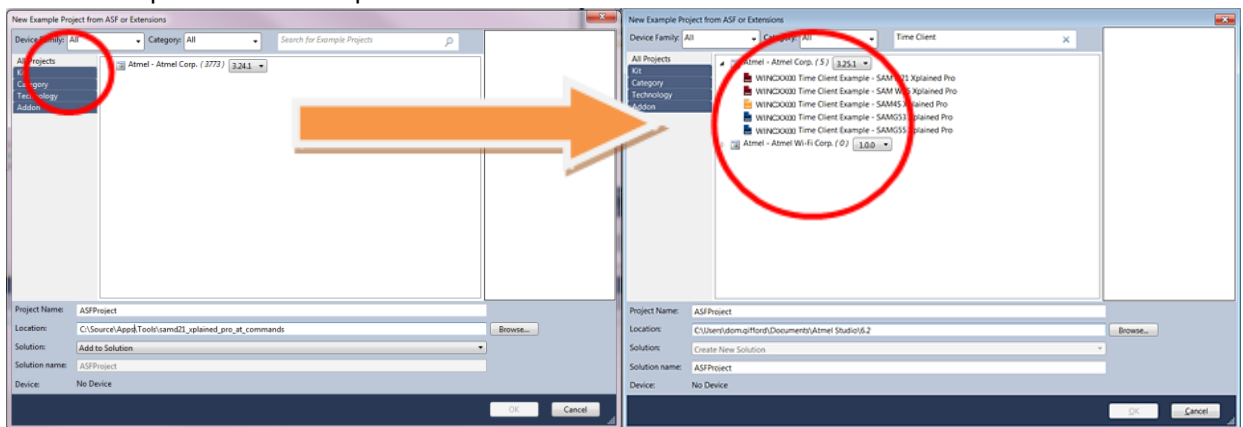 New Example Project from ASF or Extensions
Device Family: All Category: All Search for Example Projects
All Projects
Kit
Category
Technology
Addon
Atmel - Atmel Corp. (3773) 3.24.1
Project Name: ASFProject
Location: C:\Source\Apps\Tools\samd21_xplained_pro_at_commands Browse...
Solution: Add to Solution
Solution name: ASFProject
Device: No Device
OK Cancel
New Example Project from ASF or Extensions
Device Family: All Category: All Time Client
All Projects
Kit
Category
Technology
Addon
Atmel - Atmel Corp. (5) 3.25.1
Time Client Example - SAM D21 Xplained Pro
Time Client Example - SAM W25 Xplained Pro
Time Client Example - SAM4S Xplained Pro
Time Client Example - SAMG53 Xplained Pro
Time Client Example - SAMG55 Xplained Pro
Atmel - Atmel Wi-Fi Corp. (0) 1.0.0
Project Name: ASFProject
Location: C:\Users\dom.gifford\Documents\Atmel Studio\6.2 Browse...
Solution: Create New Solution
Solution name: ASFProject
Device: No Device
OK Cancel